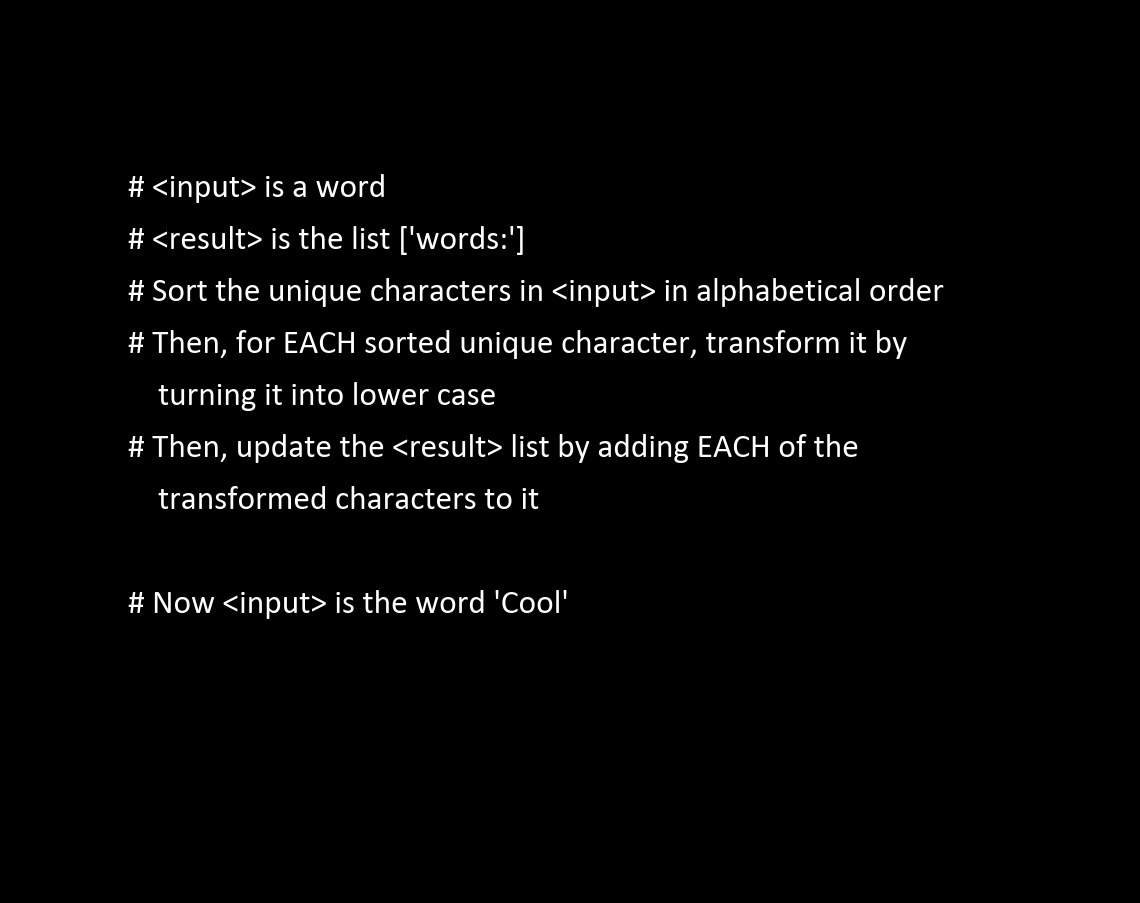 # <input> is a word
# <result> is the list ['words:']
# Sort the unique characters in <input> in alphabetical order
# Then, for EACH sorted unique character, transform it by
turning it into lower case
# Then, update the <result> list by adding EACH of the
transformed characters to it
# Now <input> is the word 'Cool'